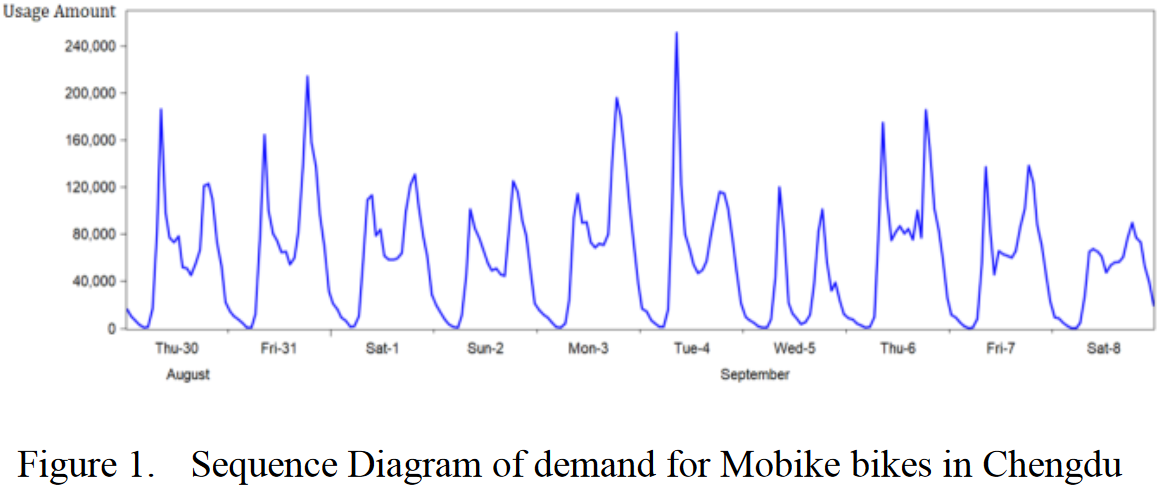 Usage Amount
240,000
200,000
160,000
120,000
80,000
40,000
0
Thu-30 Fri-31 Sat-1 Sun-2 Mon-3 Tue-4 Wed-5 Thu-6 Fri-7 Sat-8
August September
Figure 1. Sequence Diagram of demand for Mobike bikes in Chengdu